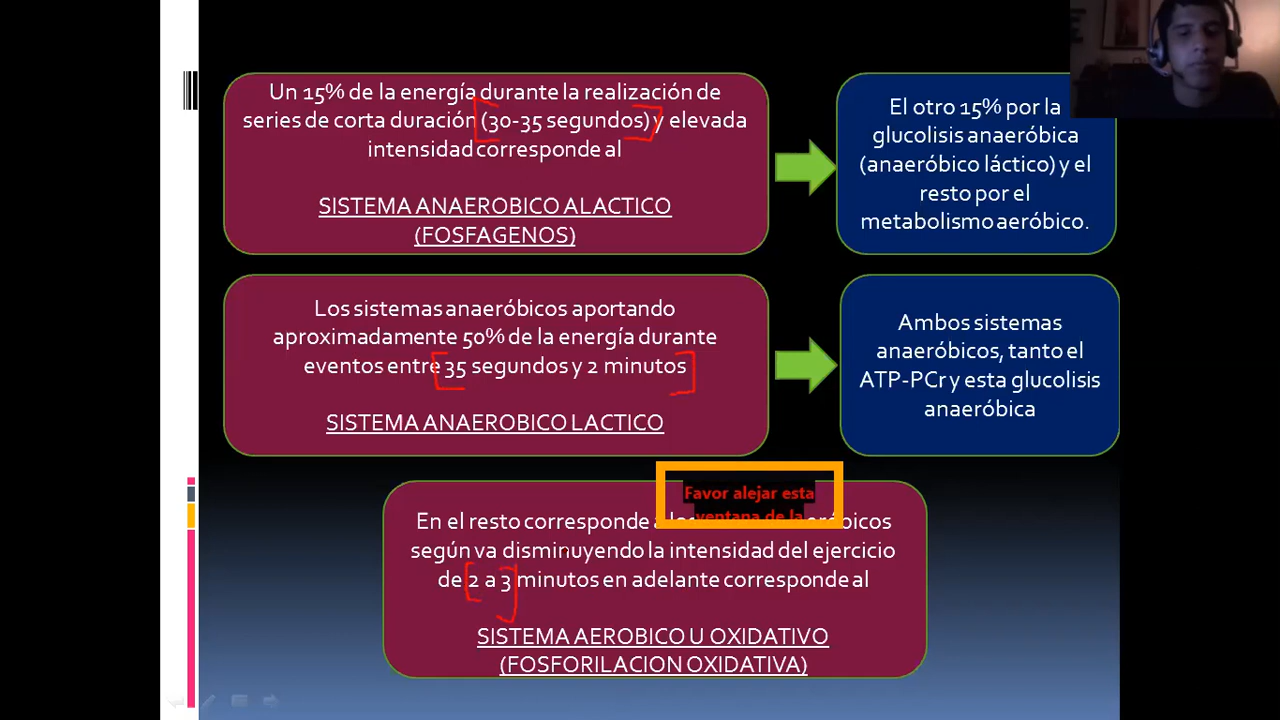 Un 15% de la energía durante la realización de
series de corta duración (30-35 segundos) y elevada
intensidad corresponde al
SISTEMA ANAEROBICO ALACTICO
(FOSFAGENOS)
El otro 15% por la
glucolisis anaeróbica
(anaeróbico láctico) y el
resto por el
metabolismo aeróbico.
Los sistemas anaeróbicos aportando
aproximadamente 50% de la energía durante
eventos entre 35 segundos y 2 minutos
SISTEMA ANAEROBICO LACTICO
Ambos sistemas
anaeróbicos, tanto el
ATP-PCr y esta glucolisis
anaeróbica
Favor alejar esta
ventana de la
En el resto corresponde a
según va disminuyendo la intensidad del ejercicio
de 2 a 3 minutos en adelante corresponde al
SISTEMA AEROBICO U OXIDATIVO
(FOSFORILACION OXIDATIVA)